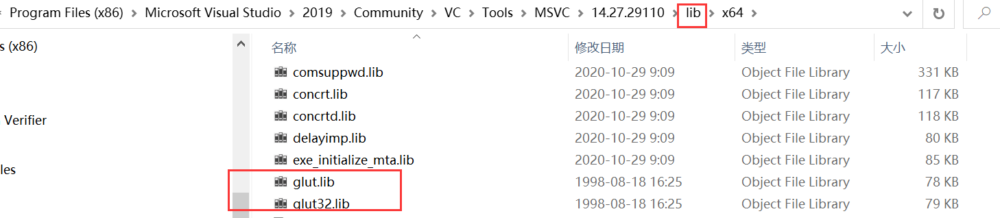 Program Files (x86) > Microsoft Visual Studio > 2019 > Community > VC > Tools > MSVC > 14.27.29110 > lib > x64 >
s (x86)
Verifier
les
名称 修改日期 类型 大小
comsuppwd.lib 2020-10-29 9:09 Object File Library 331 KB
concrt.lib 2020-10-29 9:09 Object File Library 117 KB
concrtd.lib 2020-10-29 9:09 Object File Library 118 KB
delayimp.lib 2020-10-29 9:09 Object File Library 80 KB
exe_initialize_mta.lib 2020-10-29 9:09 Object File Library 85 KB
glut.lib 1998-08-18 16:25 Object File Library 78 KB
glut32.lib 1998-08-18 16:25 Object File Library 79 KB